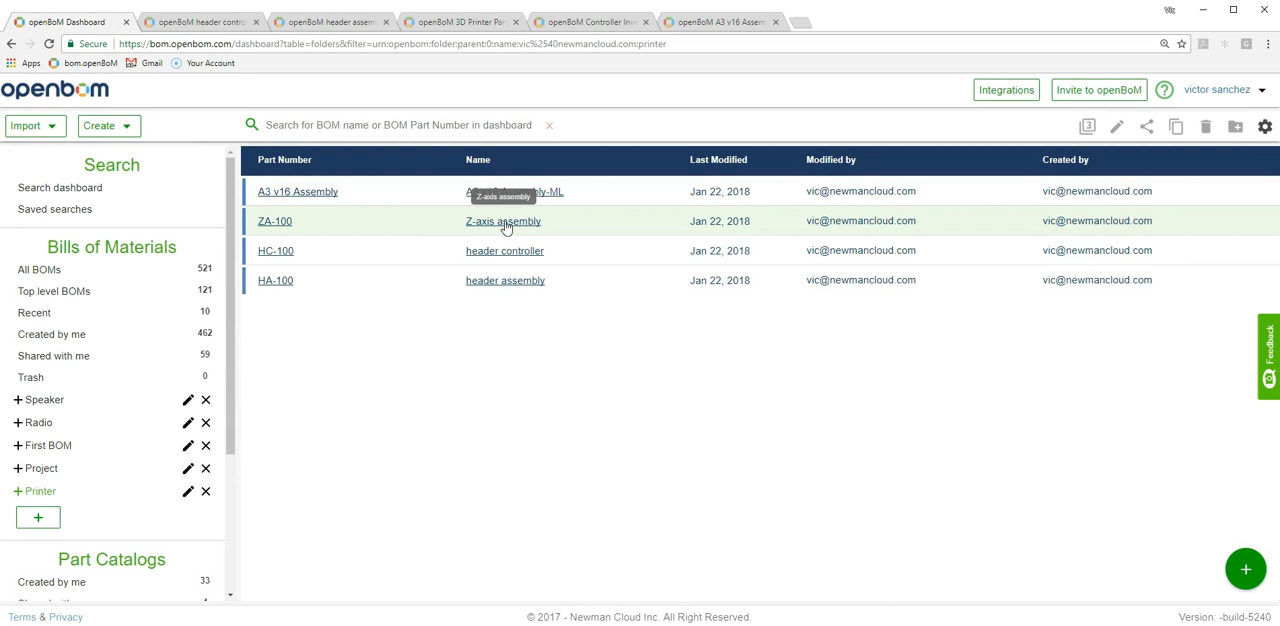 Vic
openBoM Dashboard
openBoM header contro
openBoM header assem
openBoM 3D Printer Par
openBoM Controller Inve
openBoM A3 v16 Assem
Secure https://bom.openbom.com/dashboard?table=folders&filter=urn:openbom:folder:parent:0:name:vic%2540newmancloud.com:printer
Apps bom.openBoM Gmail Your Account
openbom
Integrations Invite to openBoM ? victor sanchez
Import Create Search for BOM name or BOM Part Number in dashboard
3
Search
Search dashboard
Saved searches
Bills of Materials
All BOMs 521
Top level BOMs 121
Recent 10
Created by me 462
Shared with me 59
Trash 0
Speaker
Radio
First BOM
Project
Printer
+
Part Catalogs
Created by me 33
Part Number Name Last Modified Modified by Created by
A3 v16 Assembly A3 v16 Assembly-ML Jan 22, 2018 vic@newmancloud.com vic@newmancloud.com
Z-axis assembly
ZA-100 Z-axis assembly Jan 22, 2018 vic@newmancloud.com vic@newmancloud.com
HC-100 header controller Jan 22, 2018 vic@newmancloud.com vic@newmancloud.com
HA-100 header assembly Jan 22, 2018 vic@newmancloud.com vic@newmancloud.com
Feedback
+
Terms & Privacy © 2017 - Newman Cloud Inc. All Right Reserved. Version: -build-5240